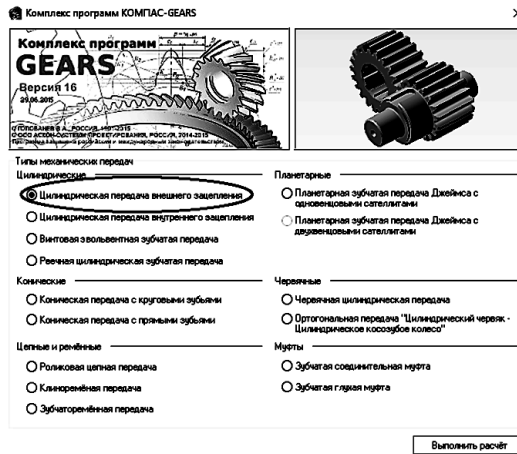 Комплекс программ КОМПАС-GEARS
Комплекс программ
GEARS
Версия 16
29.06.2015
Типы механических передач
Цилиндрические
Цилиндрическая передача внешнего зацепления
Цилиндрическая передача внутреннего зацепления
Винтовая эвольвентная зубчатая передача
Реечная цилиндрическая зубчатая передача
Планетарные
Планетарная зубчатая передача Джеймса с
одновенцовыми сателлитами
Планетарная зубчатая передача Джеймса с
двухвенцовыми сателлитами
Конические
Коническая передача с круговыми зубьями
Коническая передача с прямыми зубьями
Червячные
Червячная цилиндрическая передача
Ортогональная передача "Цилиндрический червяк -
Цилиндрическое косозубое колесо"
Цепные и ремённые
Роликовая цепная передача
Клиноремённая передача
Зубчаторемённая передача
Муфты
Зубчатая соединительная муфта
Зубчатая глухая муфта
Выполнить расчёт